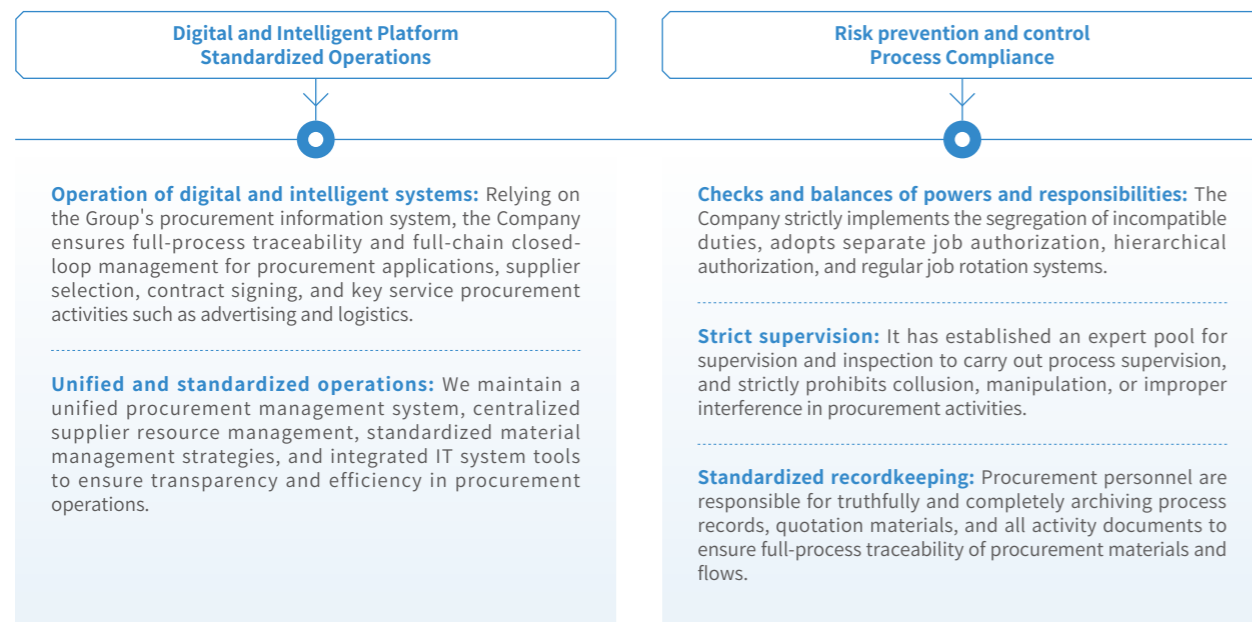 Digital and Intelligent Platform
Standardized Operations
Operation of digital and intelligent systems: Relying on
the Group's procurement information system, the Company
ensures full-process traceability and full-chain closed-
loop management for procurement applications, supplier
selection, contract signing, and key service procurement
activities such as advertising and logistics.
Unified and standardized operations: We maintain a
unified procurement management system, centralized
supplier resource management, standardized material
management strategies, and integrated IT system tools
to ensure transparency and efficiency in procurement
operations.
Risk prevention and control
Process Compliance
Checks and balances of powers and responsibilities: The
Company strictly implements the segregation of incompatible
duties, adopts separate job authorization, hierarchical
authorization, and regular job rotation systems.
Strict supervision: It has established an expert pool for
supervision and inspection to carry out process supervision,
and strictly prohibits collusion, manipulation, or improper
interference in procurement activities.
Standardized recordkeeping: Procurement personnel are
responsible for truthfully and completely archiving process
records, quotation materials, and all activity documents to
ensure full-process traceability of procurement materials and
flows.